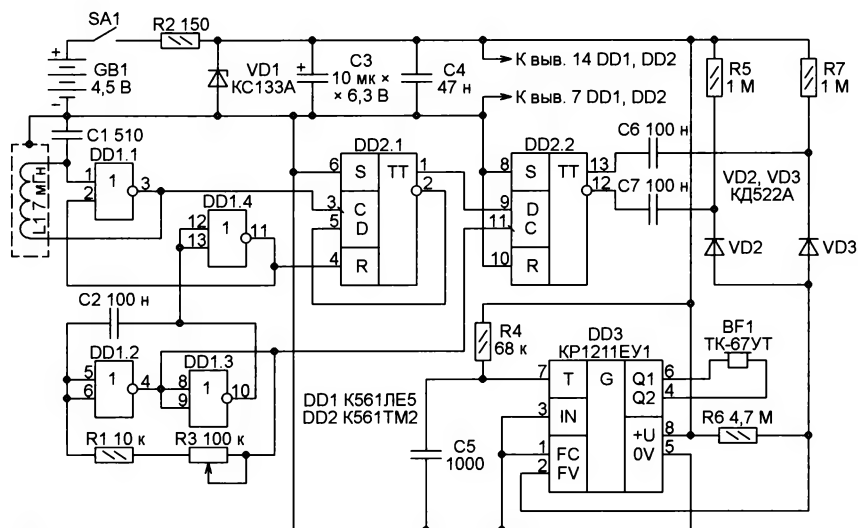 SA1
R2 150
GB1
4,5 В
VD1
КС133А
C3
10 мк ×
× 6,3 В
C4
47 н
К выв. 14 DD1, DD2
К выв. 7 DD1, DD2
R5
1 М
R7
1 М
C1 510
L1 7 мГн
DD1.1
1
2
1
3
DD1.4
12
13
1
11
DD2.1
6
3
5
4
S
C
D
R
TT
1
2
DD2.2
8
9
11
10
S
D
C
R
TT
13
12
C6 100 н
C7 100 н
VD2, VD3
КД522А
VD2
VD3
C2 100 н
DD1.2
5
6
1
4
DD1.3
8
9
1
10
R1 10 к
R3 100 к
DD1 К561ЛЕ5
DD2 К561ТМ2
R4
68 к
C5
1000
DD3
КР1211ЕУ1
7
3
1
2
T
IN
FC
FV
G
Q1
Q2
+U
0V
6
4
8
5
BF1
ТК-67УТ
R6 4,7 М